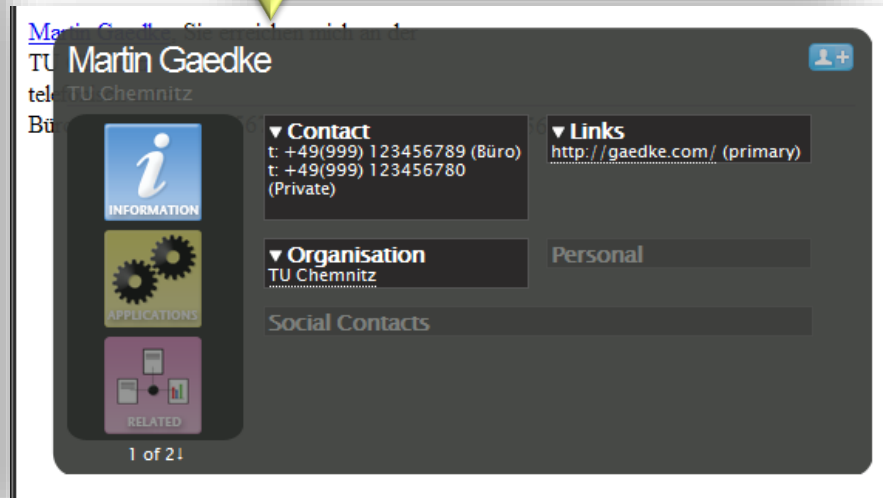 Martin Gaedke, Sie erreichen mich an der
TU
Martin Gaedke
tele
TU Chemnitz
Bür
▼ Contact
t: +49(999) 123456789 (Büro)
t: +49(999) 123456780
(Private)
▼ Links
http://gaedke.com/ (primary)
INFORMATION
▼ Organisation
TU Chemnitz
Personal
APPLICATIONS
Social Contacts
RELATED
1 of 2↓